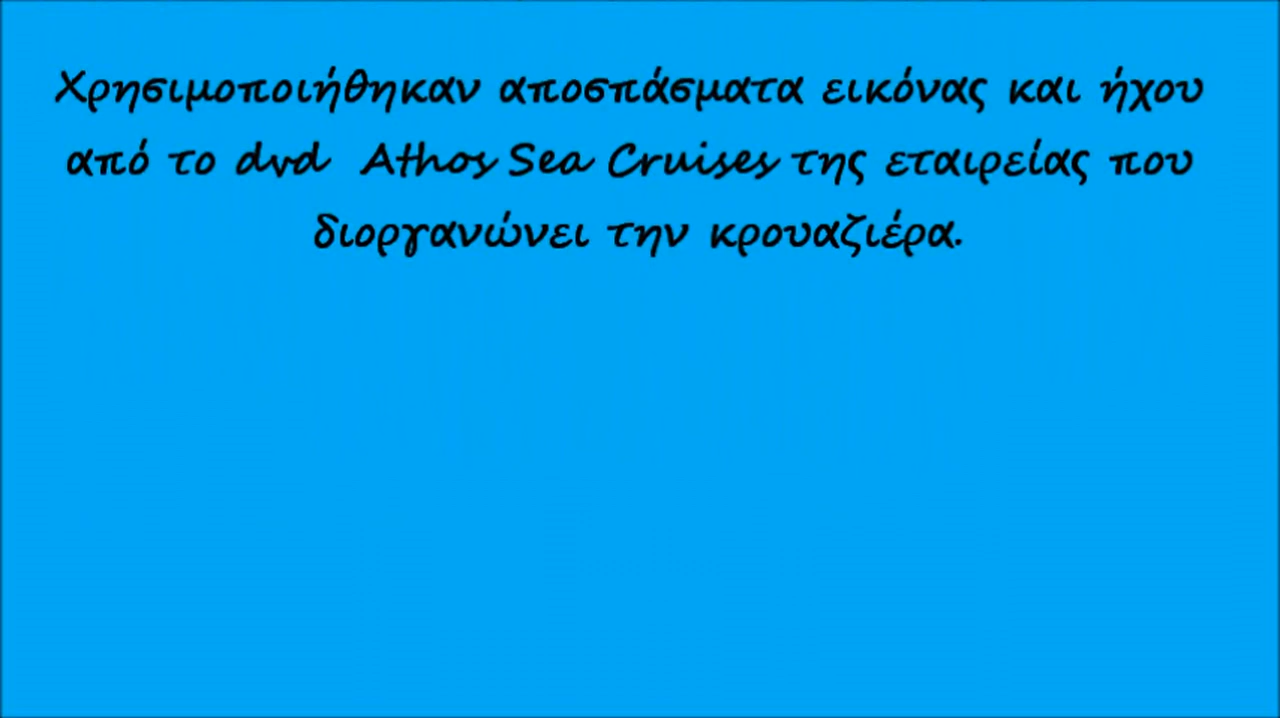 Χρησιμοποιήθηκαν αποσπάσματα εικόνας και ήχου
από το dvd Athos Sea Cruises της εταιρείας που
διοργανώνει την κρουαζιέρα.